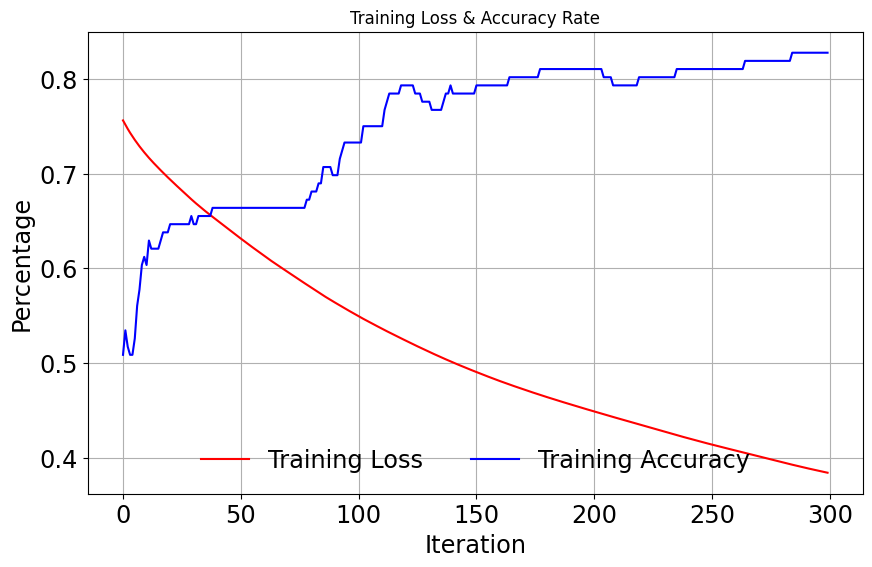 Training Loss & Accuracy Rate
Percentage
0.8
0.7
0.6
0.5
0.4
Training Loss
Training Accuracy
0 50 100 150 200 250 300
Iteration